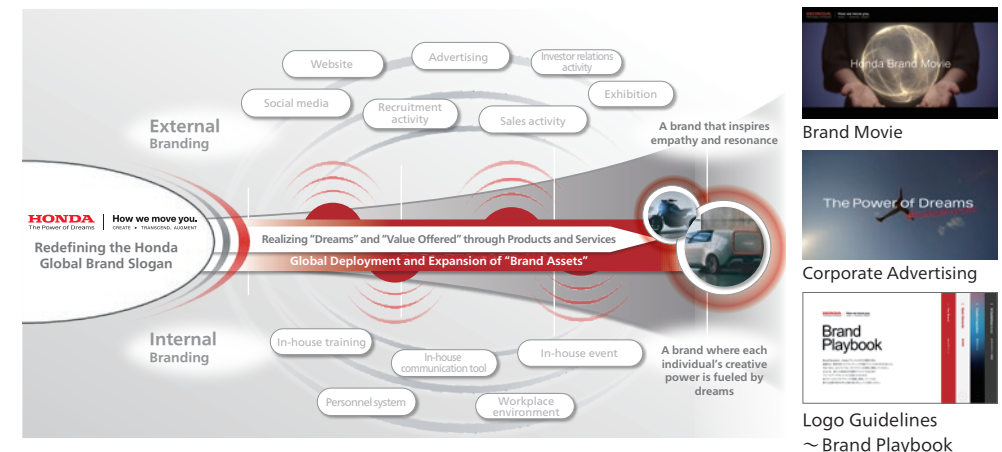 Website
Advertising
Investor relations
activity
Social media
Recruitment
activity
Sales activity
Exhibition
External
Branding
A brand that inspires
empathy and resonance
HONDA
The Power of Dreams
How we move you.
CREATE ▸ TRANSCEND, AUGMENT
Redefining the Honda
Global Brand Slogan
Realizing “Dreams” and “Value Offered” through Products and Services
Global Deployment and Expansion of “Brand Assets”
Internal
Branding
In-house training
In-house
communication tool
In-house event
Personnel system
Workplace
environment
A brand where each
individual’s creative
power is fueled by
dreams
HONDA
How we move you.
Honda Brand Movie
Brand Movie
The Power of Dreams
Corporate Advertising
Brand
Playbook
Logo Guidelines
～Brand Playbook